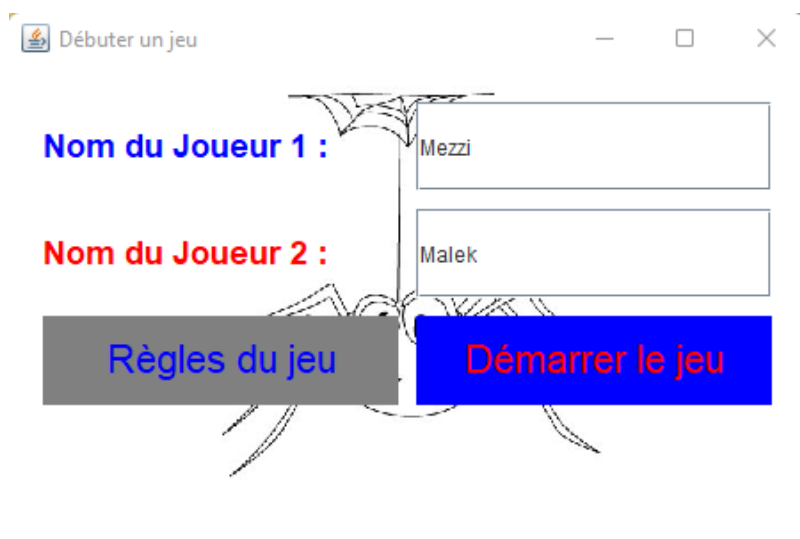 Débuter un jeu
Nom du Joueur 1 :
Mezzi
Nom du Joueur 2 :
Malek
Règles du jeu
Démarrer le jeu